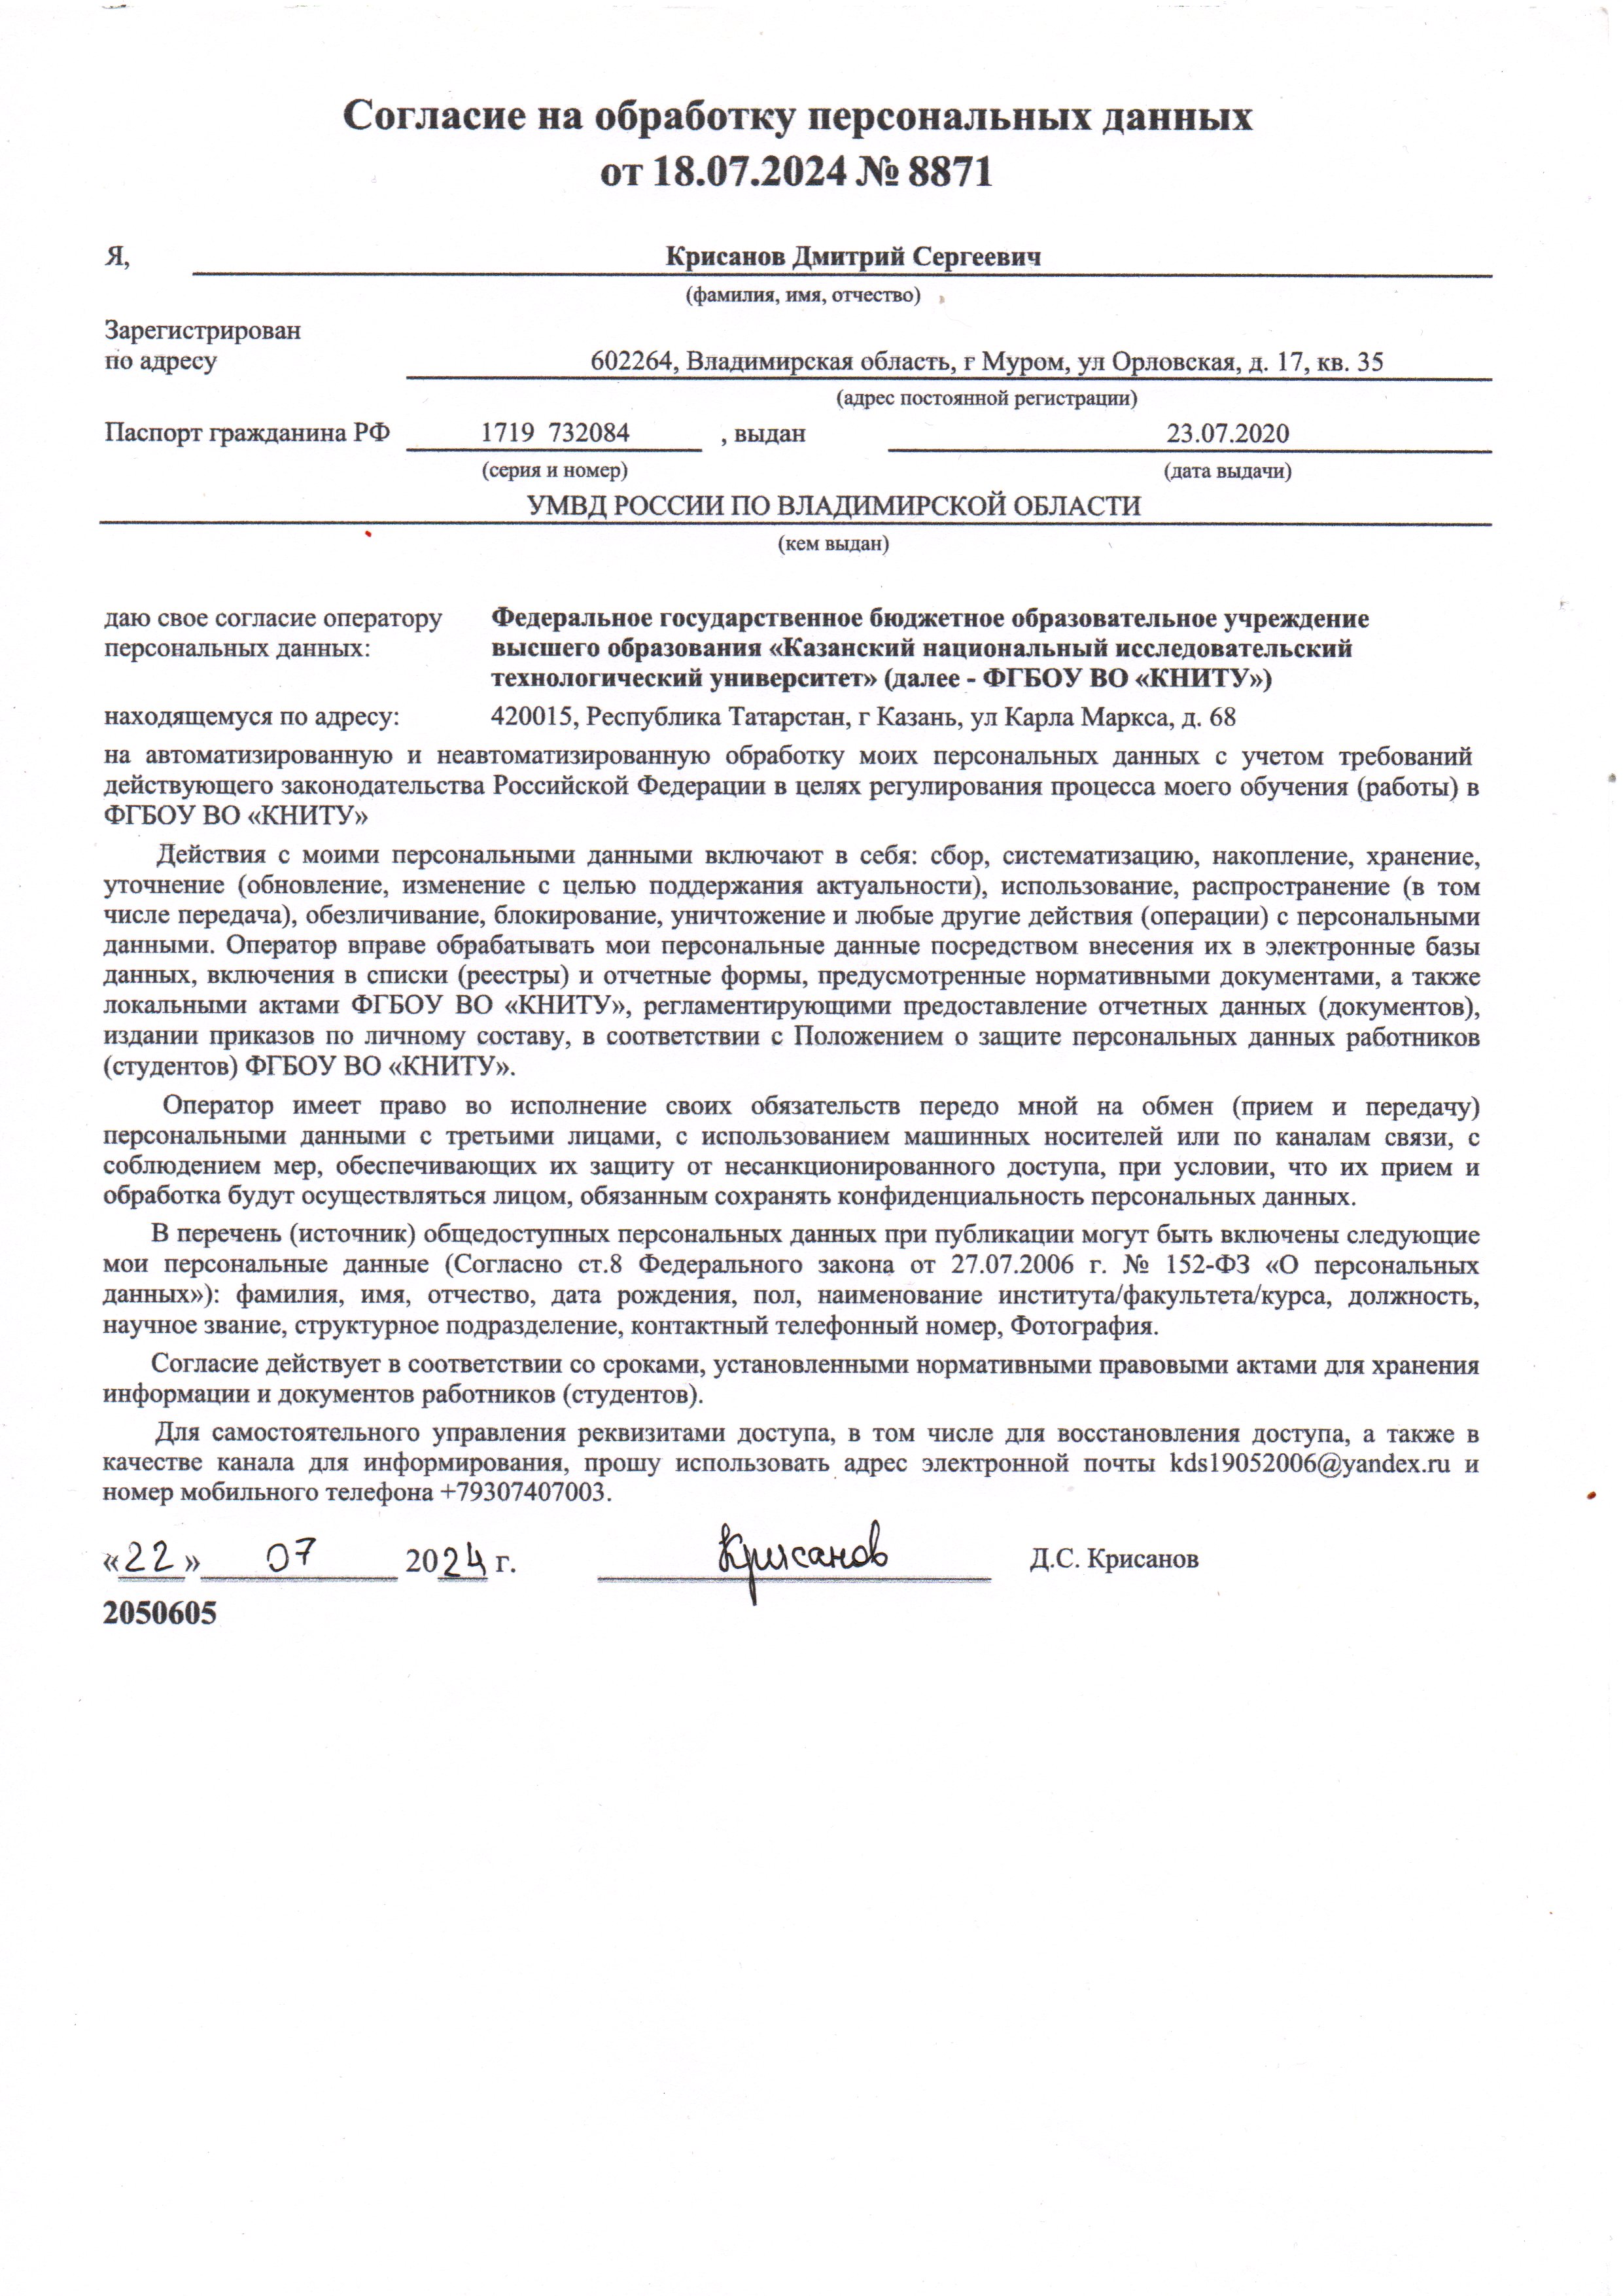 Согласие на обработку персональных данных
от 18.07.2024 № 8871
Я, Крисанов Дмитрий Сергеевич
(фамилия, имя, отчество)
Зарегистрирован
по адресу 602264, Владимирская область, г Муром, ул Орловская, д. 17, кв. 35
(адрес постоянной регистрации)
Паспорт гражданина РФ 1719 732084 , выдан 23.07.2020
(серия и номер) (дата выдачи)
УМВД РОССИИ ПО ВЛАДИМИРСКОЙ ОБЛАСТИ
(кем выдан)
даю свое согласие оператору Федеральное государственное бюджетное образовательное учреждение
персональных данных: высшего образования «Казанский национальный исследовательский
технологический университет» (далее - ФГБОУ ВО «КНИТУ»)
находящемуся по адресу: 420015, Республика Татарстан, г Казань, ул Карла Маркса, д. 68
на автоматизированную и неавтоматизированную обработку моих персональных данных с учетом требований
действующего законодательства Российской Федерации в целях регулирования процесса моего обучения (работы) в
ФГБОУ ВО «КНИТУ»
Действия с моими персональными данными включают в себя: сбор, систематизацию, накопление, хранение,
уточнение (обновление, изменение с целью поддержания актуальности), использование, распространение (в том
числе передача), обезличивание, блокирование, уничтожение и любые другие действия (операции) с персональными
данными. Оператор вправе обрабатывать мои персональные данные посредством внесения их в электронные базы
данных, включения в списки (реестры) и отчетные формы, предусмотренные нормативными документами, а также
локальными актами ФГБОУ ВО «КНИТУ», регламентирующими предоставление отчетных данных (документов),
издании приказов по личному составу, в соответствии с Положением о защите персональных данных работников
(студентов) ФГБОУ ВО «КНИТУ».
Оператор имеет право во исполнение своих обязательств передо мной на обмен (прием и передачу)
персональными данными с третьими лицами, с использованием машинных носителей или по каналам связи, с
соблюдением мер, обеспечивающих их защиту от несанкционированного доступа, при условии, что их прием и
обработка будут осуществляться лицом, обязанным сохранять конфиденциальность персональных данных.
В перечень (источник) общедоступных персональных данных при публикации могут быть включены следующие
мои персональные данные (Согласно ст.8 Федерального закона от 27.07.2006 г. № 152-ФЗ «О персональных
данных»): фамилия, имя, отчество, дата рождения, пол, наименование института/факультета/курса, должность,
научное звание, структурное подразделение, контактный телефонный номер, Фотография.
Согласие действует в соответствии со сроками, установленными нормативными правовыми актами для хранения
информации и документов работников (студентов).
Для самостоятельного управления реквизитами доступа, в том числе для восстановления доступа, а также в
качестве канала для информирования, прошу использовать адрес электронной почты kds19052006@yandex.ru и
номер мобильного телефона +79307407003.
«22» 07 2024 г. Крисанов Д.С. Крисанов
2050605